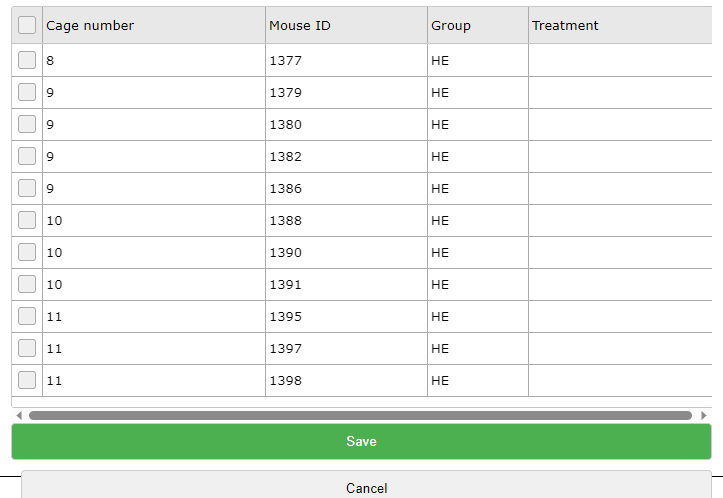 Cage number Mouse ID Group Treatment
8 1377 HE
9 1379 HE
9 1380 HE
9 1382 HE
9 1386 HE
10 1388 HE
10 1390 HE
10 1391 HE
11 1395 HE
11 1397 HE
11 1398 HE
Save
Cancel